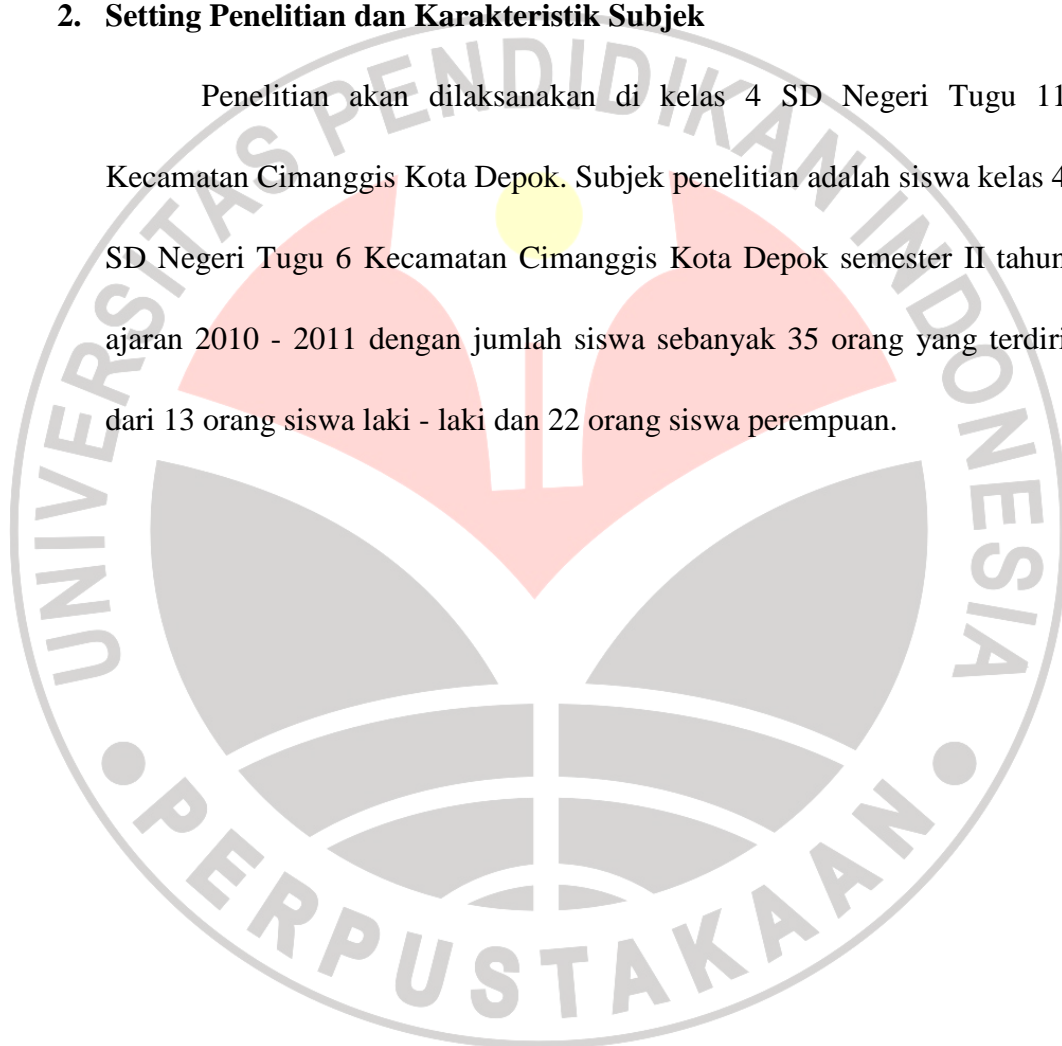 2. Setting Penelitian dan Karakteristik Subjek
Penelitian akan dilaksanakan di kelas 4 SD Negeri Tugu 11
Kecamatan Cimanggis Kota Depok. Subjek penelitian adalah siswa kelas 4
SD Negeri Tugu 6 Kecamatan Cimanggis Kota Depok semester II tahun
ajaran 2010 - 2011 dengan jumlah siswa sebanyak 35 orang yang terdiri
dari 13 orang siswa laki - laki dan 22 orang siswa perempuan.
UNIVERSITAS PENDIDIKAN INDONESIA
PERPUSTAKAAN